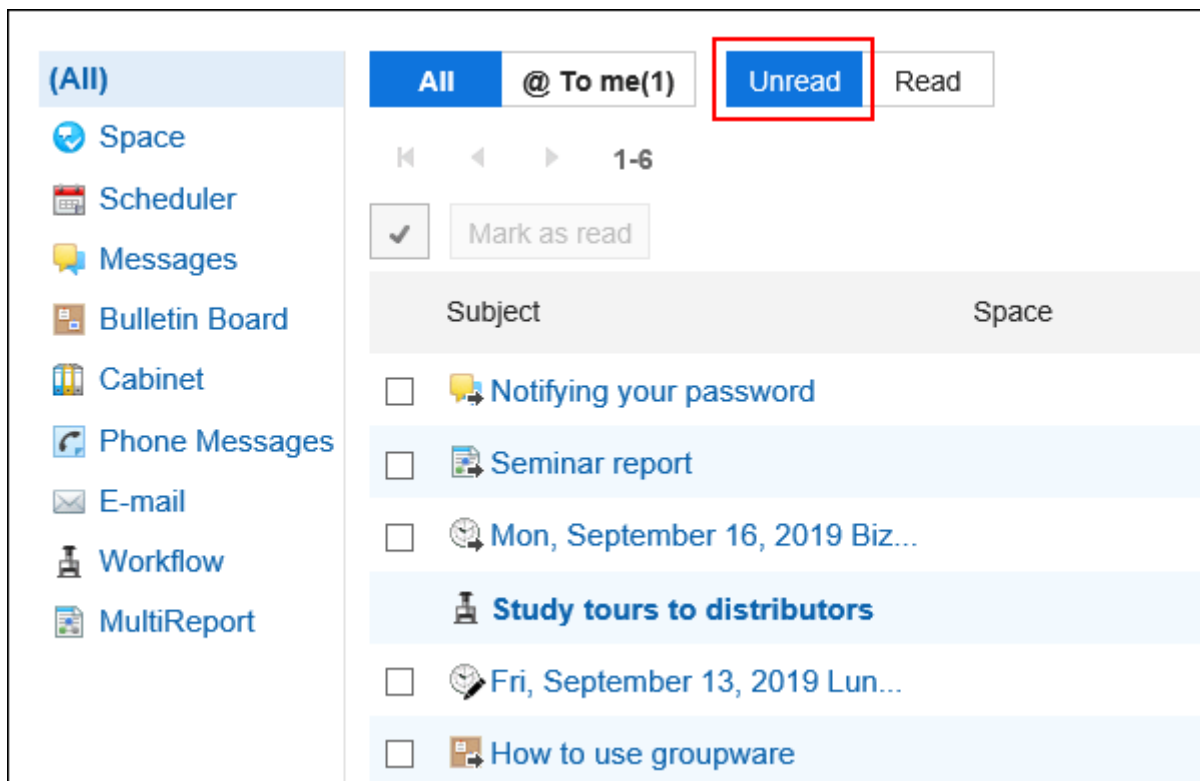 (All)
Space
Scheduler
Messages
Bulletin Board
Cabinet
Phone Messages
E-mail
Workflow
MultiReport
All @ To me(1) Unread Read
1-6
Mark as read
Subject Space
Notifying your password
Seminar report
Mon, September 16, 2019 Biz...
Study tours to distributors
Fri, September 13, 2019 Lun...
How to use groupware